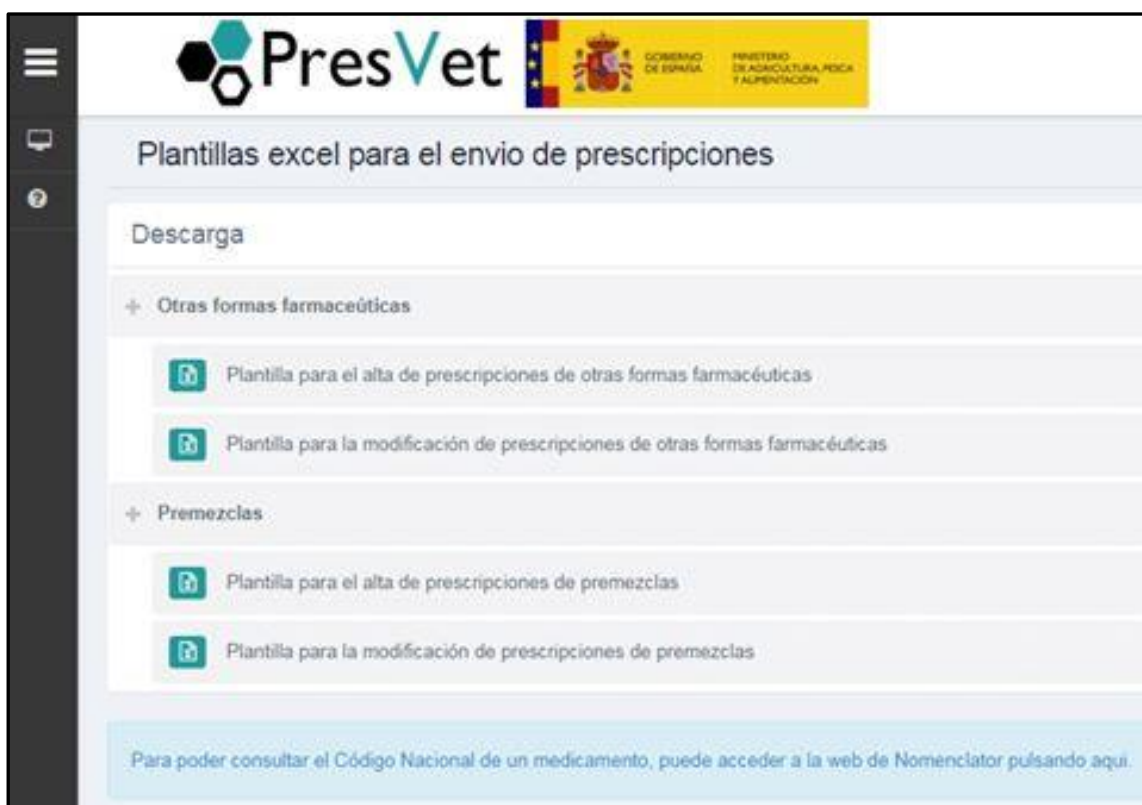 PresVet
GOBIERNO
DE ESPAÑA
MINISTERIO
DE AGRICULTURA, PESCA
Y ALIMENTACIÓN
Plantillas excel para el envio de prescripciones
Descarga
Otras formas farmaceúticas
Plantilla para el alta de prescripciones de otras formas farmacéuticas
Plantilla para la modificación de prescripciones de otras formas farmacéuticas
Premezclas
Plantilla para el alta de prescripciones de premezclas
Plantilla para la modificación de prescripciones de premezclas
Para poder consultar el Código Nacional de un medicamento, puede acceder a la web de Nomenclator pulsando aqui.